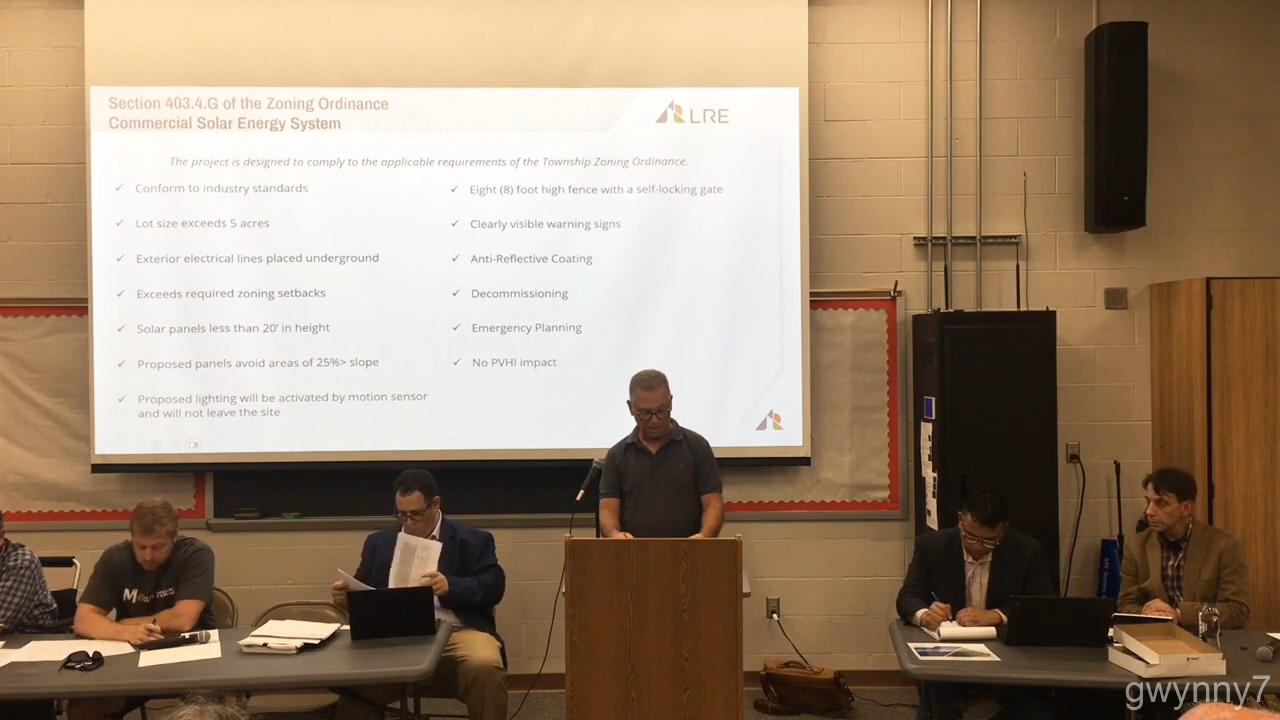 Section 403.4.G of the Zoning Ordinance
Commercial Solar Energy System
LRE
The project is designed to comply to the applicable requirements of the Township Zoning Ordinance.
✓ Conform to industry standards
✓ Lot size exceeds 5 acres
✓ Exterior electrical lines placed underground
✓ Exceeds required zoning setbacks
✓ Solar panels less than 20' in height
✓ Proposed panels avoid areas of 25%> slope
✓ Proposed lighting will be activated by motion sensor
and will not leave the site
✓ Eight (8) foot high fence with a self-locking gate
✓ Clearly visible warning signs
✓ Anti-Reflective Coating
✓ Decommissioning
✓ Emergency Planning
✓ No PVHI impact
gwynny7